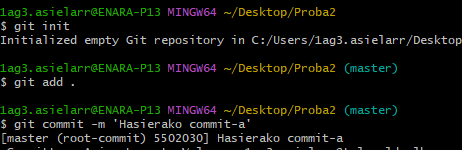 1ag3.asielarr@ENARA-P13 MINGW64 ~/Desktop/Proba2
$ git init
Initialized empty Git repository in C:/Users/1ag3.asielarr/Desktop
1ag3.asielarr@ENARA-P13 MINGW64 ~/Desktop/Proba2 (master)
$ git add .
1ag3.asielarr@ENARA-P13 MINGW64 ~/Desktop/Proba2 (master)
$ git commit -m 'Hasierako commit-a'
[master (root-commit) 5502030] Hasierako commit-a